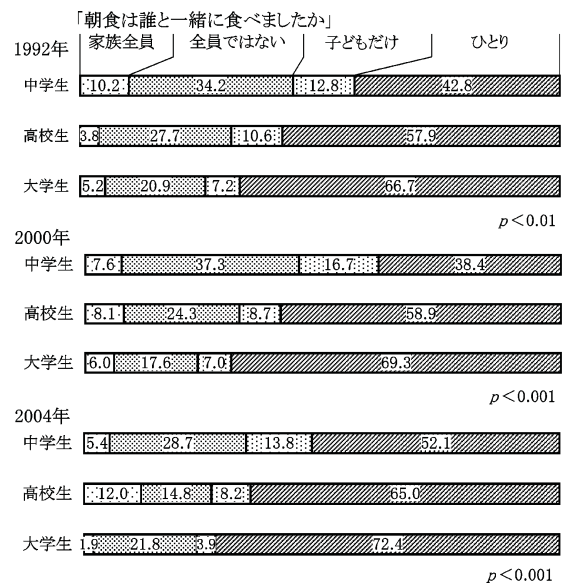 「朝食は誰と一緒に食べましたか」
1992年 家族全員 全員ではない 子どもだけ ひとり
中学生 10.2 34.2 12.8 42.8
高校生 3.8 27.7 10.6 57.9
大学生 5.2 20.9 7.2 66.7
p＜0.01
2000年
中学生 7.6 37.3 16.7 38.4
高校生 8.1 24.3 8.7 58.9
大学生 6.0 17.6 7.0 69.3
p＜0.001
2004年
中学生 5.4 28.7 13.8 52.1
高校生 12.0 14.8 8.2 65.0
大学生 1.9 21.8 3.9 72.4
p＜0.001